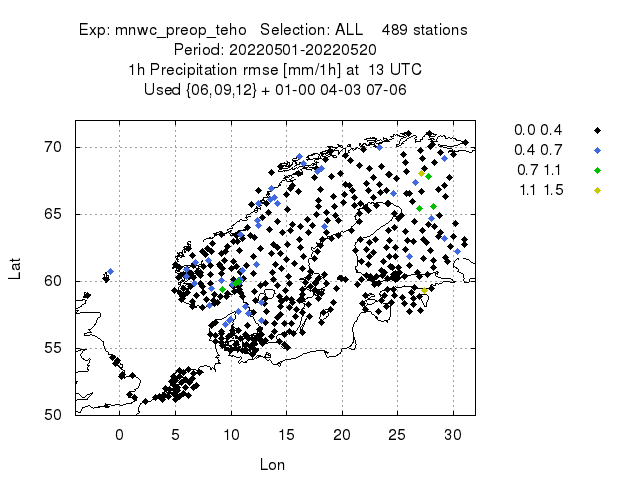 Exp: mnwc_preop_teho Selection: ALL 489 stations
Period: 20220501-20220520
1h Precipitation rmse [mm/1h] at 13 UTC
Used {06,09,12} + 01-00 04-03 07-06
0.0 0.4
0.4 0.7
0.7 1.1
1.1 1.5
70
65
60
55
50
Lat
0 5 10 15 20 25 30
Lon